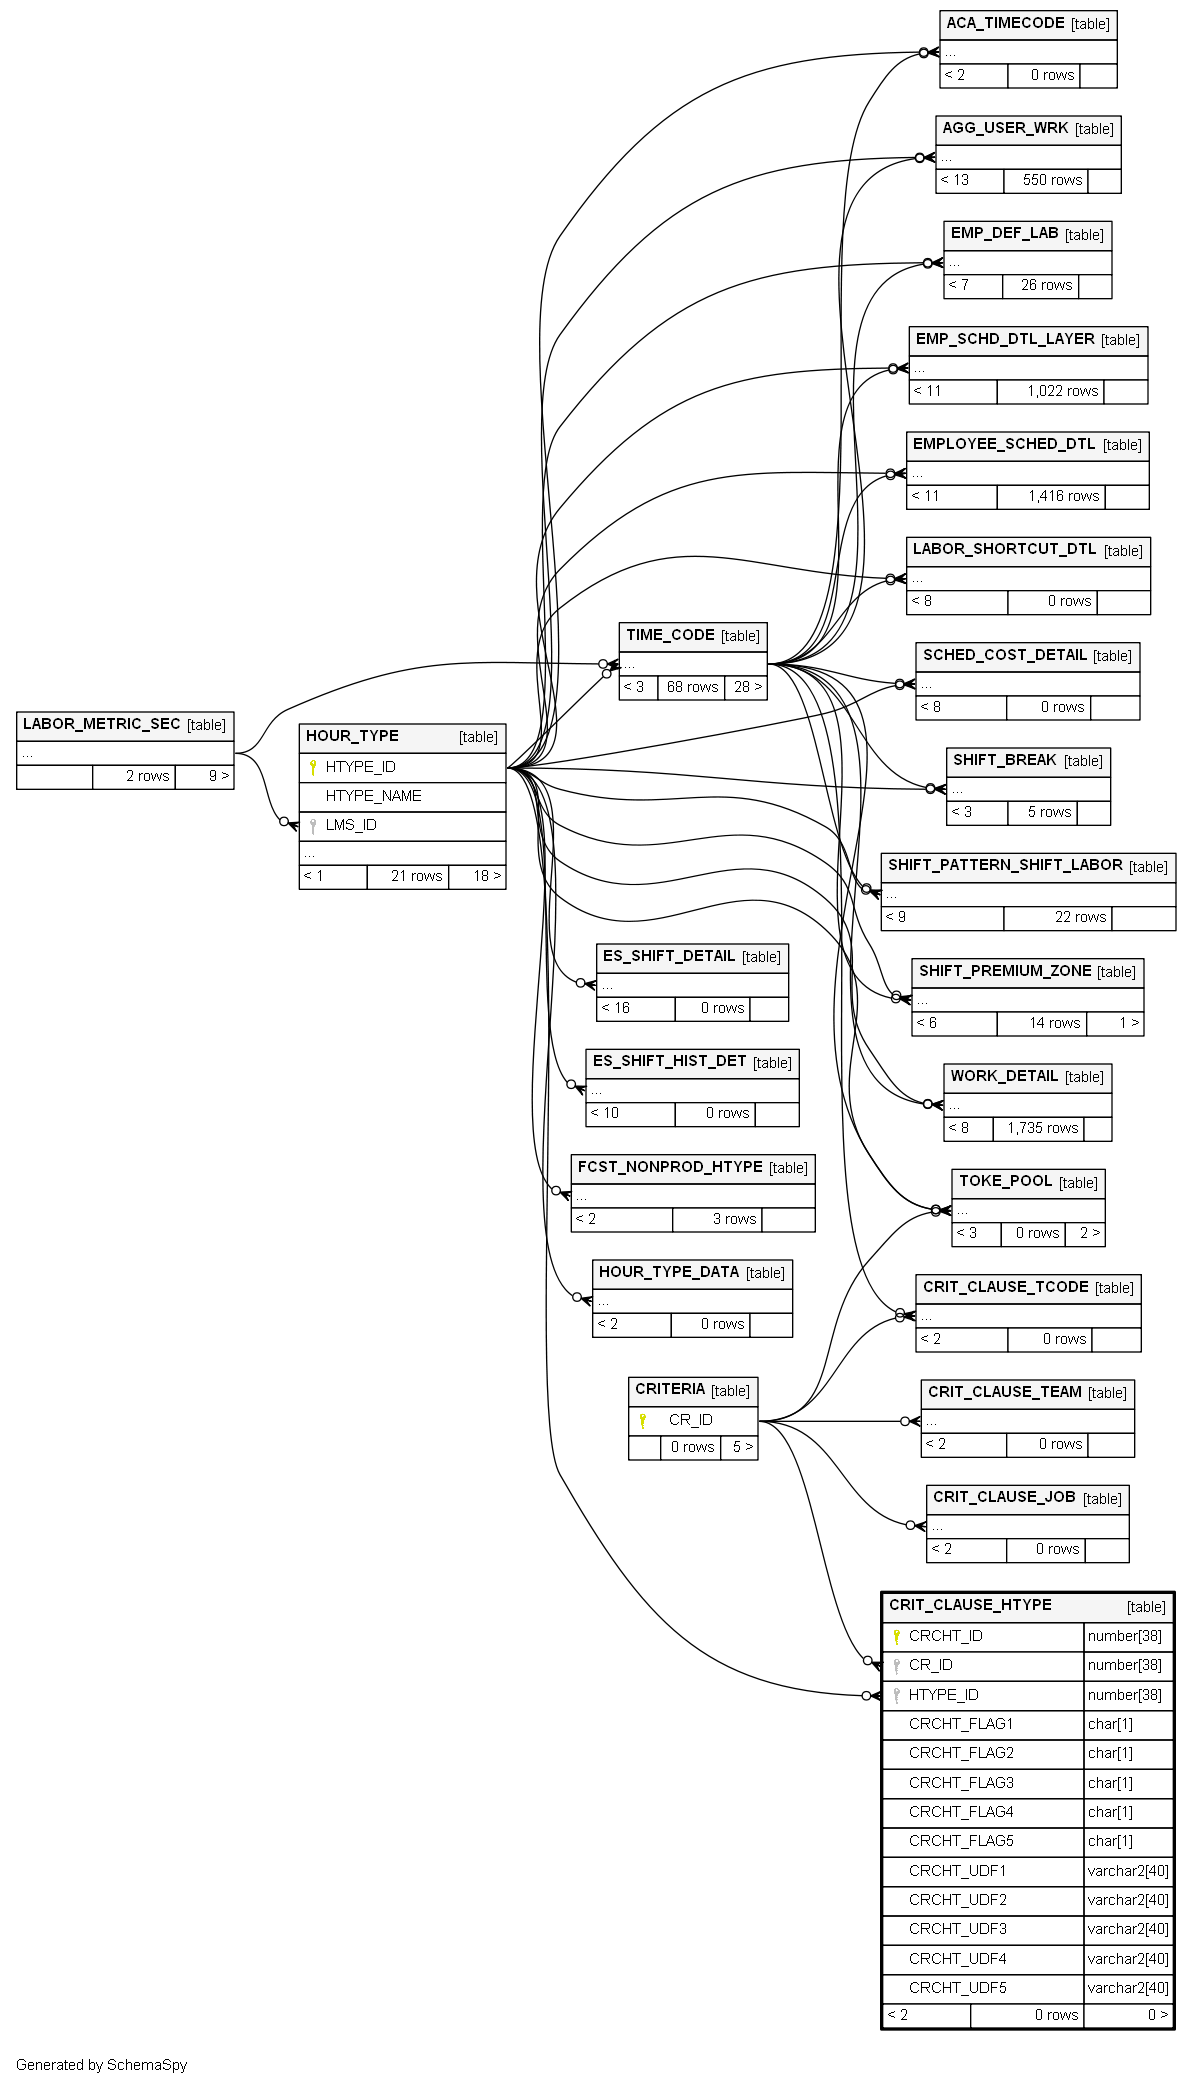 ACA_TIMECODE [table]
...
< 2 0 rows
AGG_USER_WRK [table]
...
< 13 550 rows
EMP_DEF_LAB [table]
...
< 7 26 rows
EMP_SCHD_DTL_LAYER [table]
...
< 11 1,022 rows
EMPLOYEE_SCHED_DTL [table]
...
< 11 1,416 rows
LABOR_SHORTCUT_DTL [table]
...
< 8 0 rows
TIME_CODE [table]
...
< 3 68 rows 28 >
SCHED_COST_DETAIL [table]
...
< 8 0 rows
LABOR_METRIC_SEC [table]
...
2 rows 9 >
HOUR_TYPE [table]
HTYPE_ID
HTYPE_NAME
LMS_ID
...
< 1 21 rows 18 >
SHIFT_BREAK [table]
...
< 3 5 rows
SHIFT_PATTERN_SHIFT_LABOR [table]
...
< 9 22 rows
ES_SHIFT_DETAIL [table]
...
< 16 0 rows
SHIFT_PREMIUM_ZONE [table]
...
< 6 14 rows 1 >
ES_SHIFT_HIST_DET [table]
...
< 10 0 rows
WORK_DETAIL [table]
...
< 8 1,735 rows
FCST_NONPROD_HTYPE [table]
...
< 2 3 rows
TOKE_POOL [table]
...
< 3 0 rows 2 >
HOUR_TYPE_DATA [table]
...
< 2 0 rows
CRIT_CLAUSE_TCODE [table]
...
< 2 0 rows
CRITERIA [table]
CR_ID
0 rows 5 >
CRIT_CLAUSE_TEAM [table]
...
< 2 0 rows
CRIT_CLAUSE_JOB [table]
...
< 2 0 rows
CRIT_CLAUSE_HTYPE [table]
CRCHT_ID number[38]
CR_ID number[38]
HTYPE_ID number[38]
CRCHT_FLAG1 char[1]
CRCHT_FLAG2 char[1]
CRCHT_FLAG3 char[1]
CRCHT_FLAG4 char[1]
CRCHT_FLAG5 char[1]
CRCHT_UDF1 varchar2[40]
CRCHT_UDF2 varchar2[40]
CRCHT_UDF3 varchar2[40]
CRCHT_UDF4 varchar2[40]
CRCHT_UDF5 varchar2[40]
< 2 0 rows 0 >
Generated by SchemaSpy